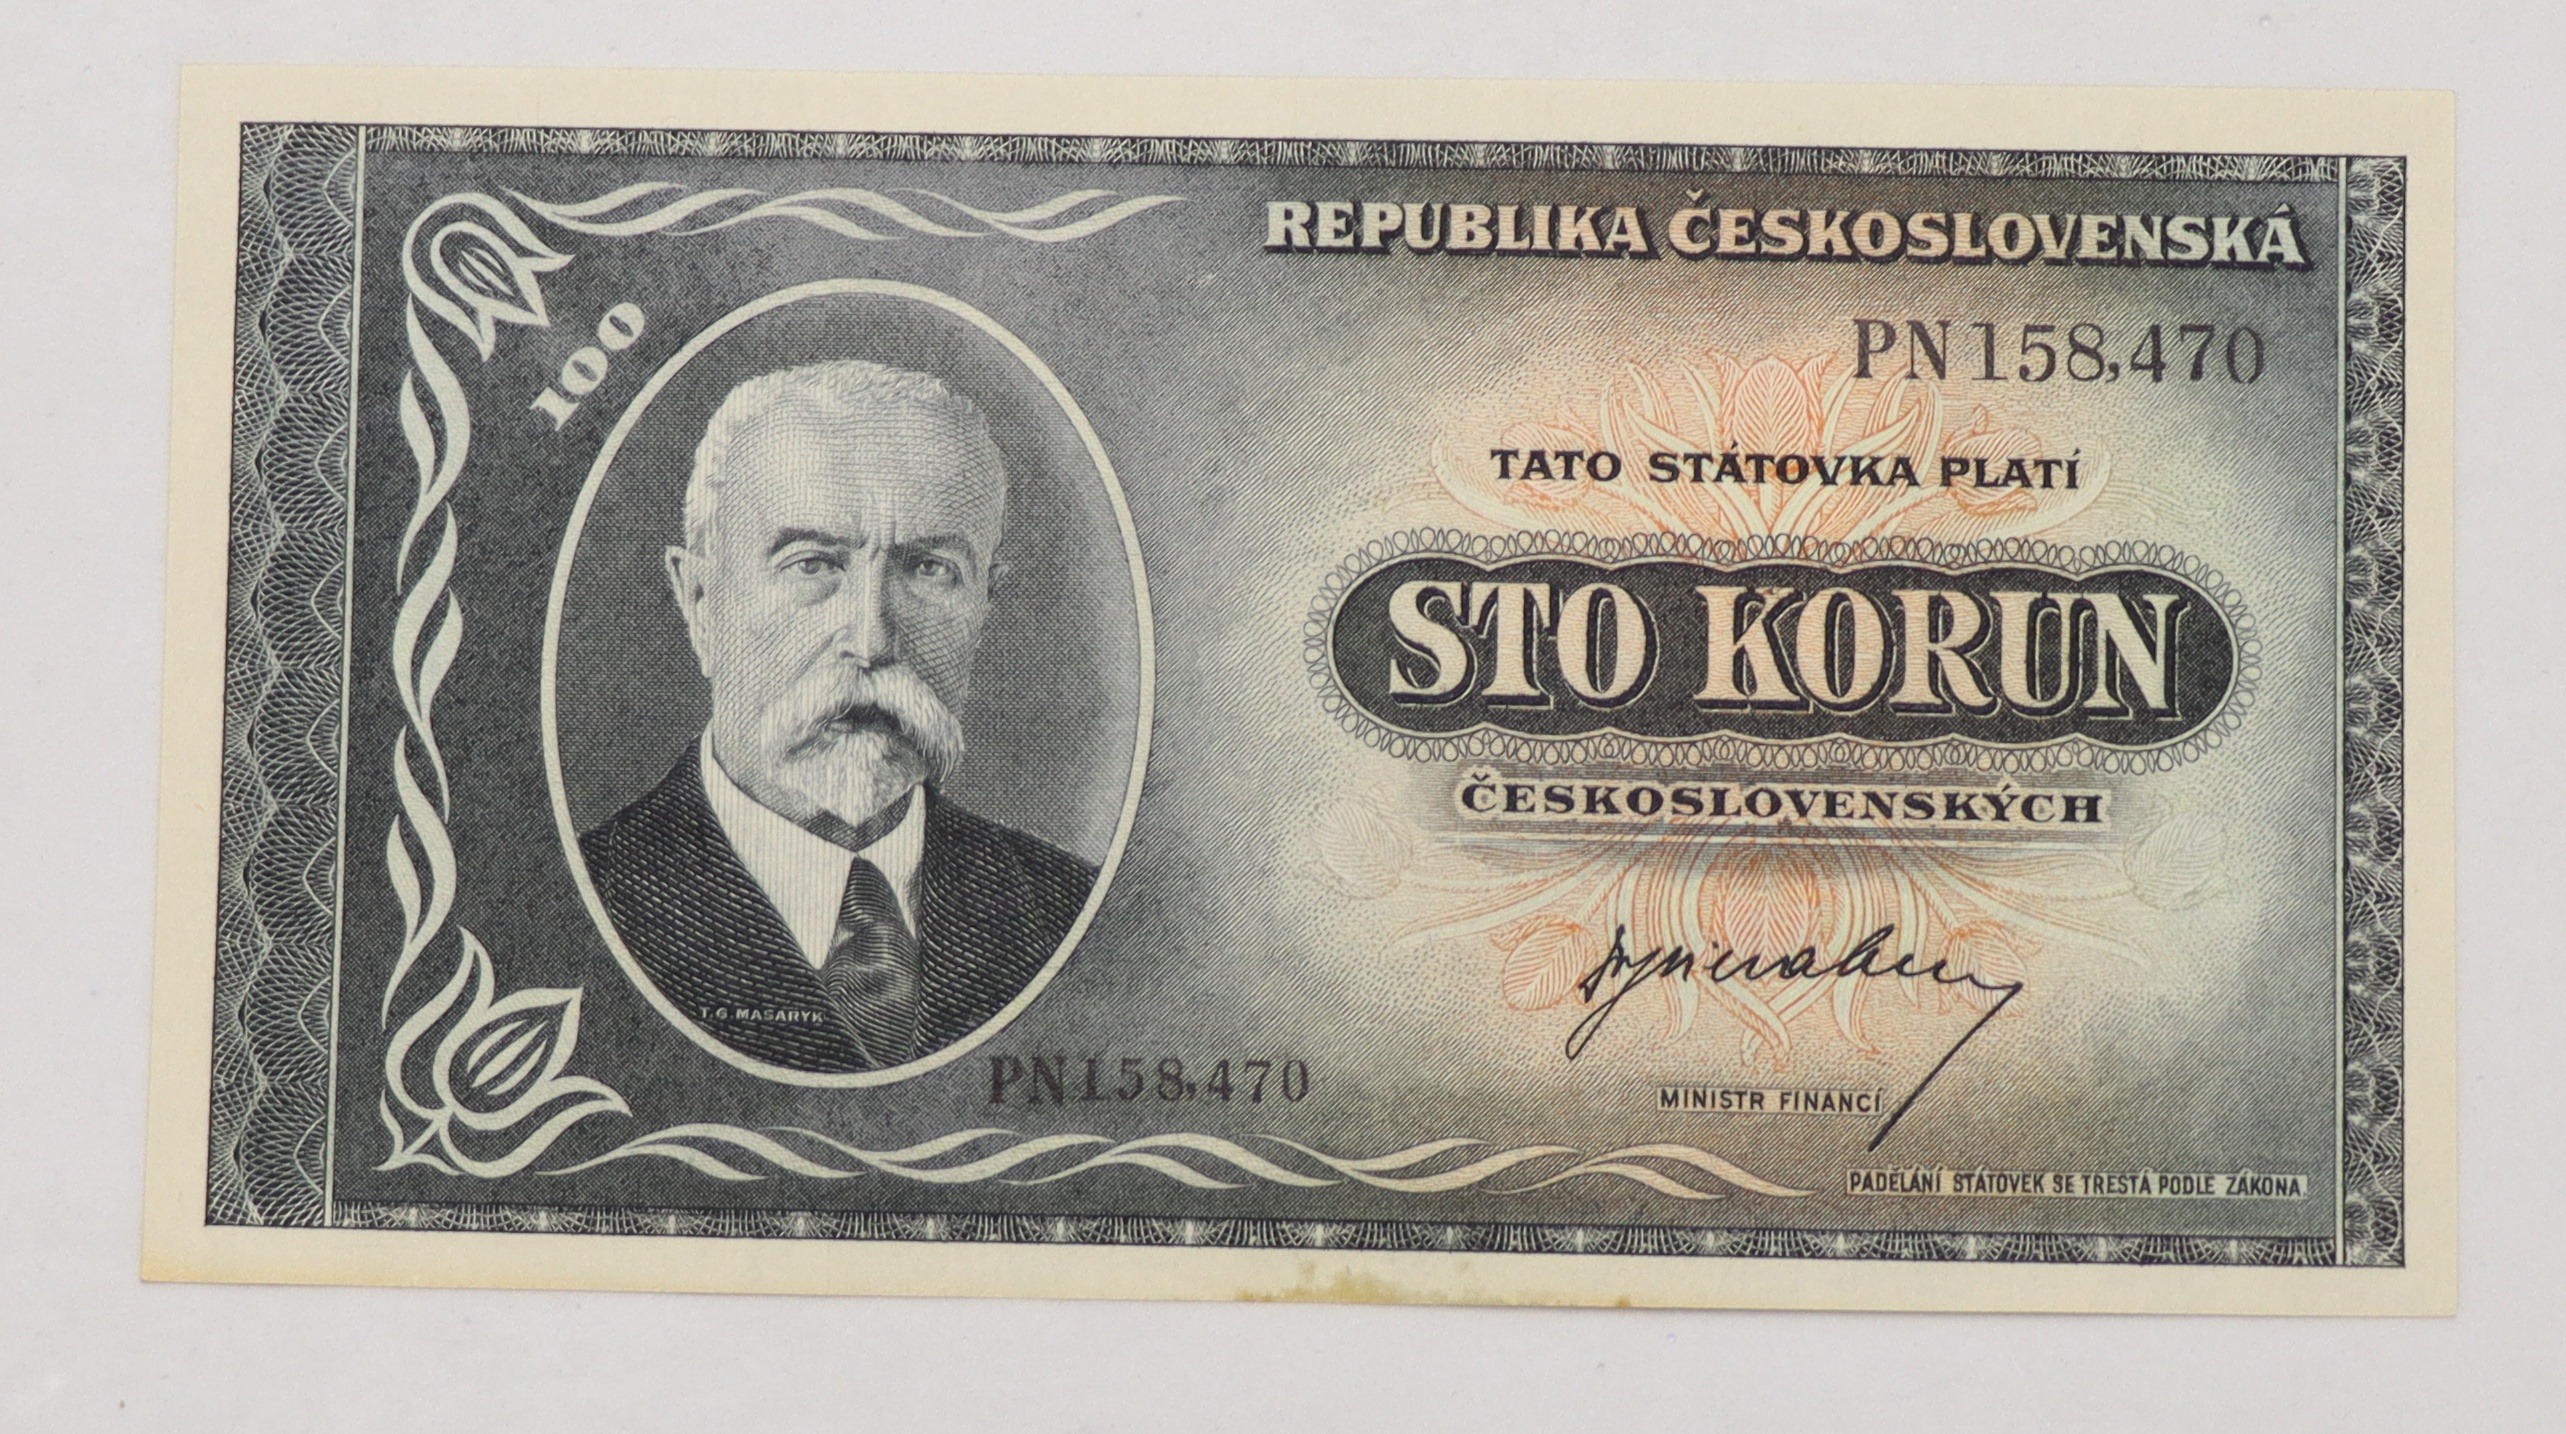 REPUBLIKA ČESKOSLOVENSKÁ
100
PN158,470
TATO STÁTOVKA PLATÍ
STO KORUN
ČESKOSLOVENSKÝCH
T.G.MASARYK
PN158,470
MINISTR FINANCÍ
PADĚLÁNÍ STÁTOVEK SE TRESTÁ PODLE ZÁKONA.